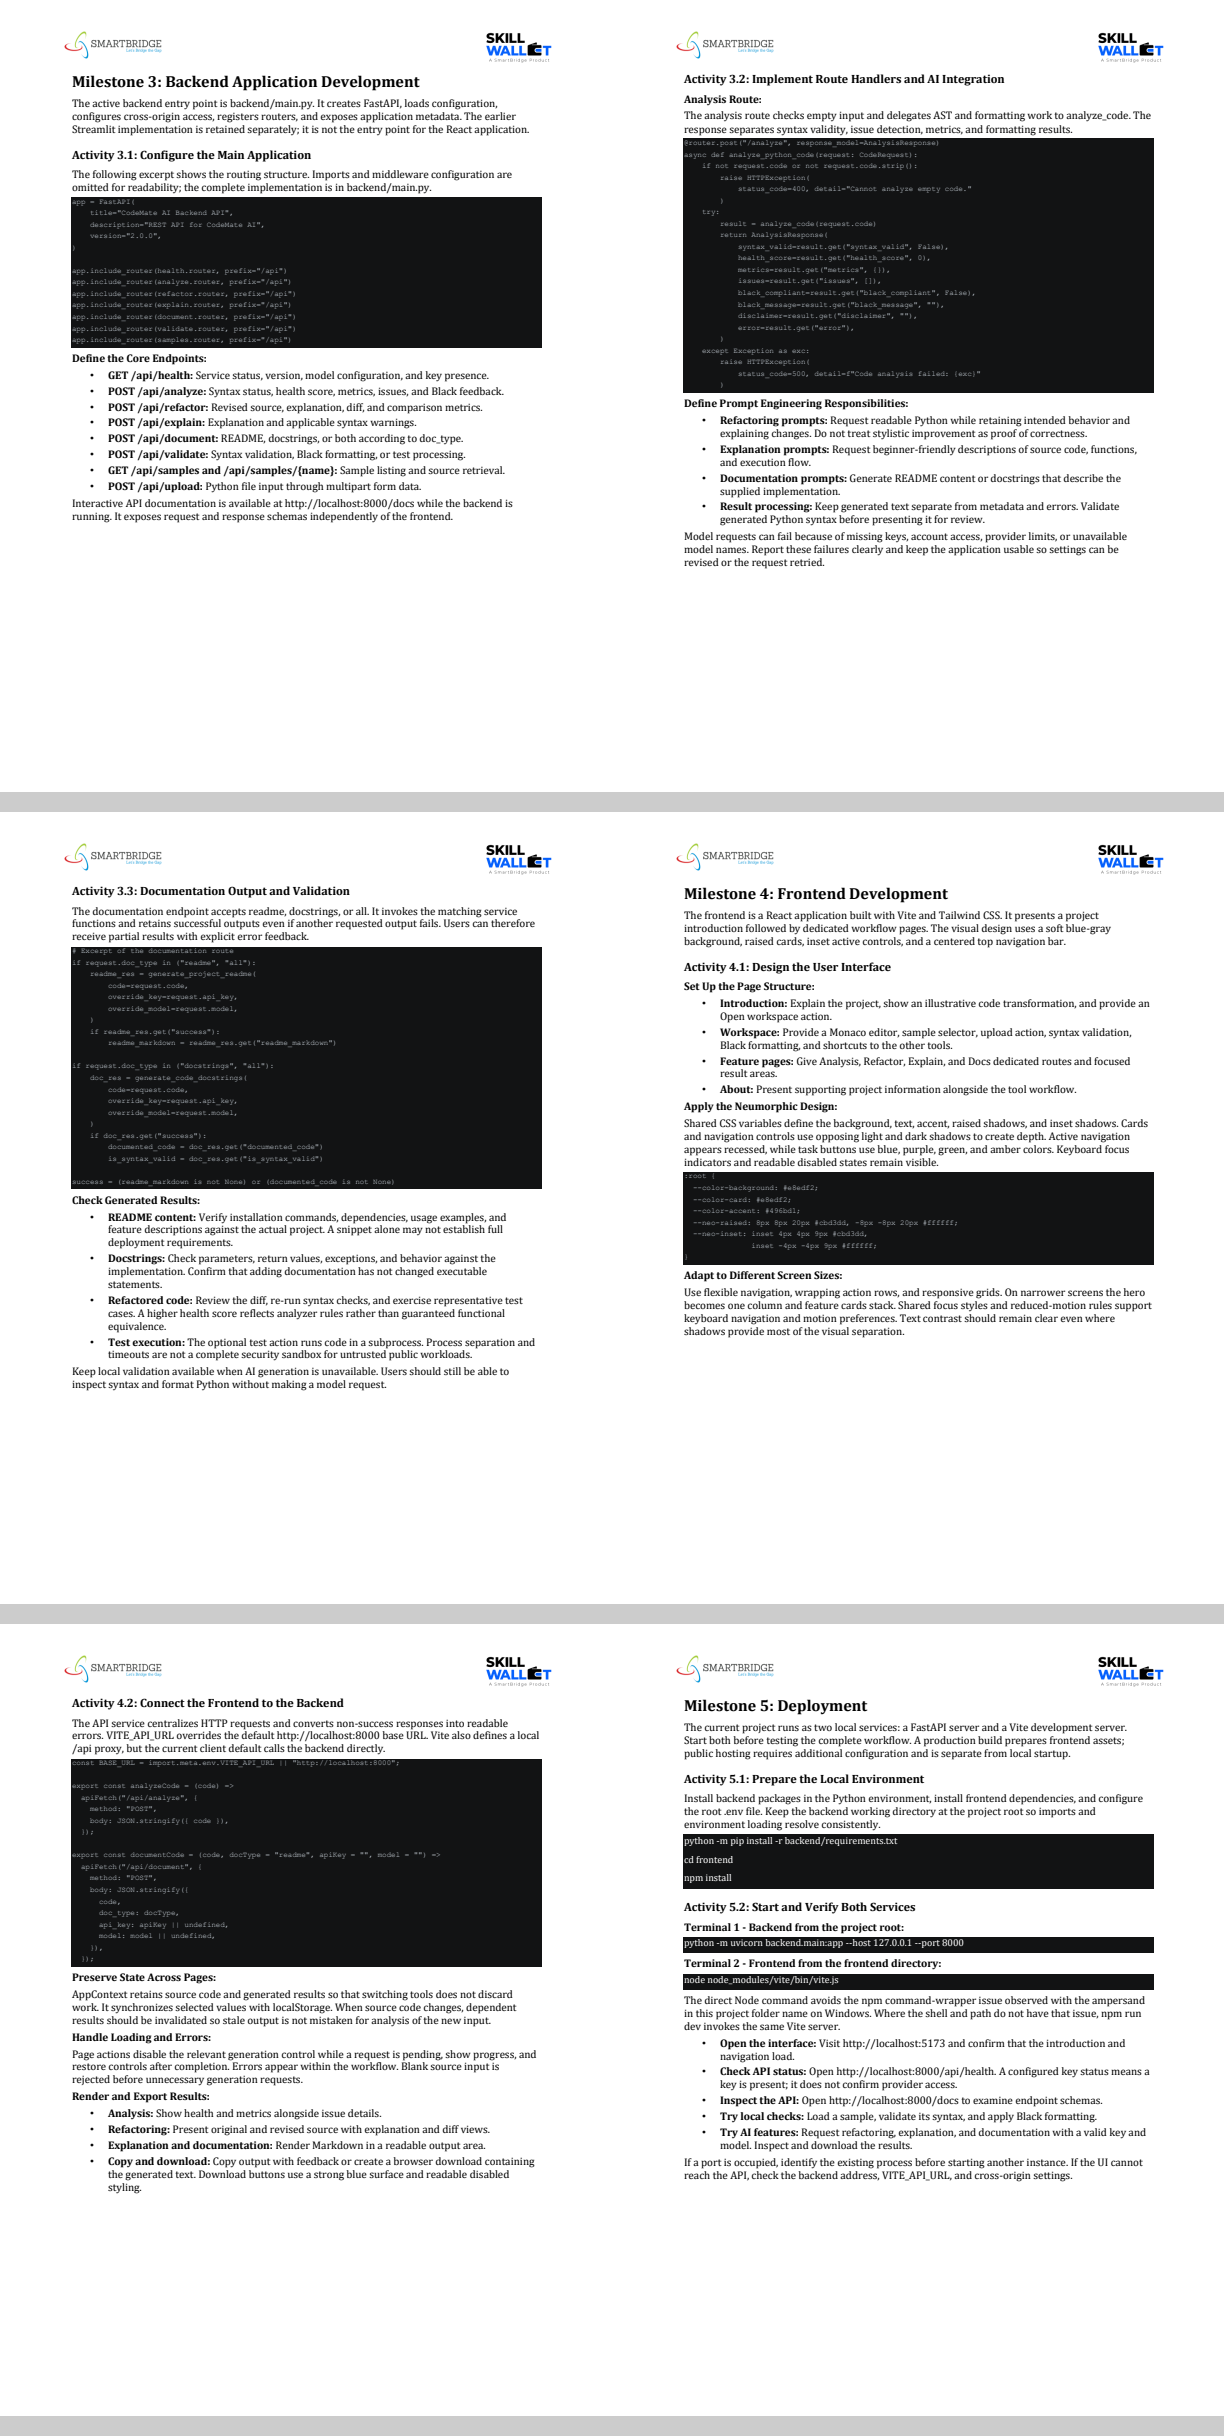 SMARTBRIDGE
Let's Bridge the Gap
SKILL
WALLET
A SmartBridge Product
Milestone 3: Backend Application Development
The active backend entry point is backend/main.py. It creates FastAPI, loads configuration,
configures cross-origin access, registers routers, and exposes application metadata. The earlier
Streamlit implementation is retained separately; it is not the entry point for the React application.
Activity 3.1: Configure the Main Application
The following excerpt shows the routing structure. Imports and middleware configuration are
omitted for readability; the complete implementation is in backend/main.py.
app = FastAPI(
    title="CodeMate AI Backend API",
    description="REST API for CodeMate AI",
    version="2.0.0",
)
app.include_router(health.router, prefix="/api")
app.include_router(analyze.router, prefix="/api")
app.include_router(refactor.router, prefix="/api")
app.include_router(explain.router, prefix="/api")
app.include_router(document.router, prefix="/api")
app.include_router(validate.router, prefix="/api")
app.include_router(samples.router, prefix="/api")
Define the Core Endpoints:
• GET /api/health: Service status, version, model configuration, and key presence.
• POST /api/analyze: Syntax status, health score, metrics, issues, and Black feedback.
• POST /api/refactor: Revised source, explanation, diff, and comparison metrics.
• POST /api/explain: Explanation and applicable syntax warnings.
• POST /api/document: README, docstrings, or both according to doc_type.
• POST /api/validate: Syntax validation, Black formatting, or test processing.
• GET /api/samples and /api/samples/{name}: Sample listing and source retrieval.
• POST /api/upload: Python file input through multipart form data.
Interactive API documentation is available at http://localhost:8000/docs while the backend is
running. It exposes request and response schemas independently of the frontend.
SMARTBRIDGE
Let's Bridge the Gap
SKILL
WALLET
A SmartBridge Product
Activity 3.2: Implement Route Handlers and AI Integration
Analysis Route:
The analysis route checks empty input and delegates AST and formatting work to analyze_code. The
response separates syntax validity, issue detection, metrics, and formatting results.
@router.post("/analyze", response_model=AnalysisResponse)
async def analyze_python_code(request: CodeRequest):
    if not request.code or not request.code.strip():
        raise HTTPException(
            status_code=400, detail="Cannot analyze empty code."
        )
    try:
        result = analyze_code(request.code)
        return AnalysisResponse(
            syntax_valid=result.get("syntax_valid", False),
            health_score=result.get("health_score", 0),
            metrics=result.get("metrics", {}),
            issues=result.get("issues", []),
            black_compliant=result.get("black_compliant", False),
            black_message=result.get("black_message", ""),
            disclaimer=result.get("disclaimer", ""),
            error=result.get("error"),
        )
    except Exception as exc:
        raise HTTPException(
            status_code=500, detail=f"Code analysis failed: {exc}"
        )
Define Prompt Engineering Responsibilities:
• Refactoring prompts: Request readable Python while retaining intended behavior and
explaining changes. Do not treat stylistic improvement as proof of correctness.
• Explanation prompts: Request beginner-friendly descriptions of source code, functions,
and execution flow.
• Documentation prompts: Generate README content or docstrings that describe the
supplied implementation.
• Result processing: Keep generated text separate from metadata and errors. Validate
generated Python syntax before presenting it for review.
Model requests can fail because of missing keys, account access, provider limits, or unavailable
model names. Report these failures clearly and keep the application usable so settings can be
revised or the request retried.
SMARTBRIDGE
Let's Bridge the Gap
SKILL
WALLET
A SmartBridge Product
Activity 3.3: Documentation Output and Validation
The documentation endpoint accepts readme, docstrings, or all. It invokes the matching service
functions and retains successful outputs even if another requested output fails. Users can therefore
receive partial results with explicit error feedback.
# Excerpt of the documentation route
if request.doc_type in ("readme", "all"):
    readme_res = generate_project_readme(
        code=request.code,
        override_key=request.api_key,
        override_model=request.model,
    )
    if readme_res.get("success"):
        readme_markdown = readme_res.get("readme_markdown")
if request.doc_type in ("docstrings", "all"):
    doc_res = generate_code_docstrings(
        code=request.code,
        override_key=request.api_key,
        override_model=request.model,
    )
    if doc_res.get("success"):
        documented_code = doc_res.get("documented_code")
        is_syntax_valid = doc_res.get("is_syntax_valid")
success = (readme_markdown is not None) or (documented_code is not None)
Check Generated Results:
• README content: Verify installation commands, dependencies, usage examples, and
feature descriptions against the actual project. A snippet alone may not establish full
deployment requirements.
• Docstrings: Check parameters, return values, exceptions, and behavior against the
implementation. Confirm that adding documentation has not changed executable
statements.
• Refactored code: Review the diff, re-run syntax checks, and exercise representative test
cases. A higher health score reflects analyzer rules rather than guaranteed functional
equivalence.
• Test execution: The optional test action runs code in a subprocess. Process separation and
timeouts are not a complete security sandbox for untrusted public workloads.
Keep local validation available when AI generation is unavailable. Users should still be able to
inspect syntax and format Python without making a model request.
SMARTBRIDGE
Let's Bridge the Gap
SKILL
WALLET
A SmartBridge Product
Milestone 4: Frontend Development
The frontend is a React application built with Vite and Tailwind CSS. It presents a project
introduction followed by dedicated workflow pages. The visual design uses a soft blue-gray
background, raised cards, inset active controls, and a centered top navigation bar.
Activity 4.1: Design the User Interface
Set Up the Page Structure:
• Introduction: Explain the project, show an illustrative code transformation, and provide an
Open workspace action.
• Workspace: Provide a Monaco editor, sample selector, upload action, syntax validation,
Black formatting, and shortcuts to the other tools.
• Feature pages: Give Analysis, Refactor, Explain, and Docs dedicated routes and focused
result areas.
• About: Present supporting project information alongside the tool workflow.
Apply the Neumorphic Design:
Shared CSS variables define the background, text, accent, raised shadows, and inset shadows. Cards
and navigation controls use opposing light and dark shadows to create depth. Active navigation
appears recessed, while task buttons use blue, purple, green, and amber colors. Keyboard focus
indicators and readable disabled states remain visible.
:root {
  --color-background: #e8edf2;
  --color-card: #e8edf2;
  --color-accent: #496bd1;
  --neo-raised: 8px 8px 20px #cbd3dd, -8px -8px 20px #ffffff;
  --neo-inset: inset 4px 4px 9px #cbd3dd,
               inset -4px -4px 9px #ffffff;
}
Adapt to Different Screen Sizes:
Use flexible navigation, wrapping action rows, and responsive grids. On narrower screens the hero
becomes one column and feature cards stack. Shared focus styles and reduced-motion rules support
keyboard navigation and motion preferences. Text contrast should remain clear even where
shadows provide most of the visual separation.
SMARTBRIDGE
Let's Bridge the Gap
SKILL
WALLET
A SmartBridge Product
Activity 4.2: Connect the Frontend to the Backend
The API service centralizes HTTP requests and converts non-success responses into readable
errors. VITE_API_URL overrides the default http://localhost:8000 base URL. Vite also defines a local
/api proxy, but the current client default calls the backend directly.
const BASE_URL = import.meta.env.VITE_API_URL || "http://localhost:8000";
export const analyzeCode = (code) =>
  apiFetch("/api/analyze", {
    method: "POST",
    body: JSON.stringify({ code }),
  });
export const documentCode = (code, docType = "readme", apiKey = "", model = "") =>
  apiFetch("/api/document", {
    method: "POST",
    body: JSON.stringify({
      code,
      doc_type: docType,
      api_key: apiKey || undefined,
      model: model || undefined,
    }),
  });
Preserve State Across Pages:
AppContext retains source code and generated results so that switching tools does not discard
work. It synchronizes selected values with localStorage. When source code changes, dependent
results should be invalidated so stale output is not mistaken for analysis of the new input.
Handle Loading and Errors:
Page actions disable the relevant generation control while a request is pending, show progress, and
restore controls after completion. Errors appear within the workflow. Blank source input is
rejected before unnecessary generation requests.
Render and Export Results:
• Analysis: Show health and metrics alongside issue details.
• Refactoring: Present original and revised source with explanation and diff views.
• Explanation and documentation: Render Markdown in a readable output area.
• Copy and download: Copy output with feedback or create a browser download containing
the generated text. Download buttons use a strong blue surface and readable disabled
styling.
SMARTBRIDGE
Let's Bridge the Gap
SKILL
WALLET
A SmartBridge Product
Milestone 5: Deployment
The current project runs as two local services: a FastAPI server and a Vite development server.
Start both before testing the complete workflow. A production build prepares frontend assets;
public hosting requires additional configuration and is separate from local startup.
Activity 5.1: Prepare the Local Environment
Install backend packages in the Python environment, install frontend dependencies, and configure
the root .env file. Keep the backend working directory at the project root so imports and
environment loading resolve consistently.
python -m pip install -r backend/requirements.txt
cd frontend
npm install
Activity 5.2: Start and Verify Both Services
Terminal 1 - Backend from the project root:
python -m uvicorn backend.main:app --host 127.0.0.1 --port 8000
Terminal 2 - Frontend from the frontend directory:
node node_modules/vite/bin/vite.js
The direct Node command avoids the npm command-wrapper issue observed with the ampersand
in this project folder name on Windows. Where the shell and path do not have that issue, npm run
dev invokes the same Vite server.
• Open the interface: Visit http://localhost:5173 and confirm that the introduction and
navigation load.
• Check API status: Open http://localhost:8000/api/health. A configured key status means a
key is present; it does not confirm provider access.
• Inspect the API: Open http://localhost:8000/docs to examine endpoint schemas.
• Try local checks: Load a sample, validate its syntax, and apply Black formatting.
• Try AI features: Request refactoring, explanation, and documentation with a valid key and
model. Inspect and download the results.
If a port is occupied, identify the existing process before starting another instance. If the UI cannot
reach the API, check the backend address, VITE_API_URL, and cross-origin settings.